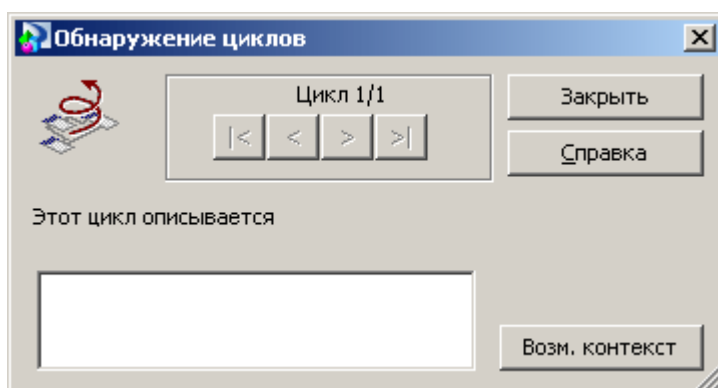 Обнаружение циклов
Цикл 1/1
|< < > >|
Закрыть
Справка
Этот цикл описывается
Возм. контекст